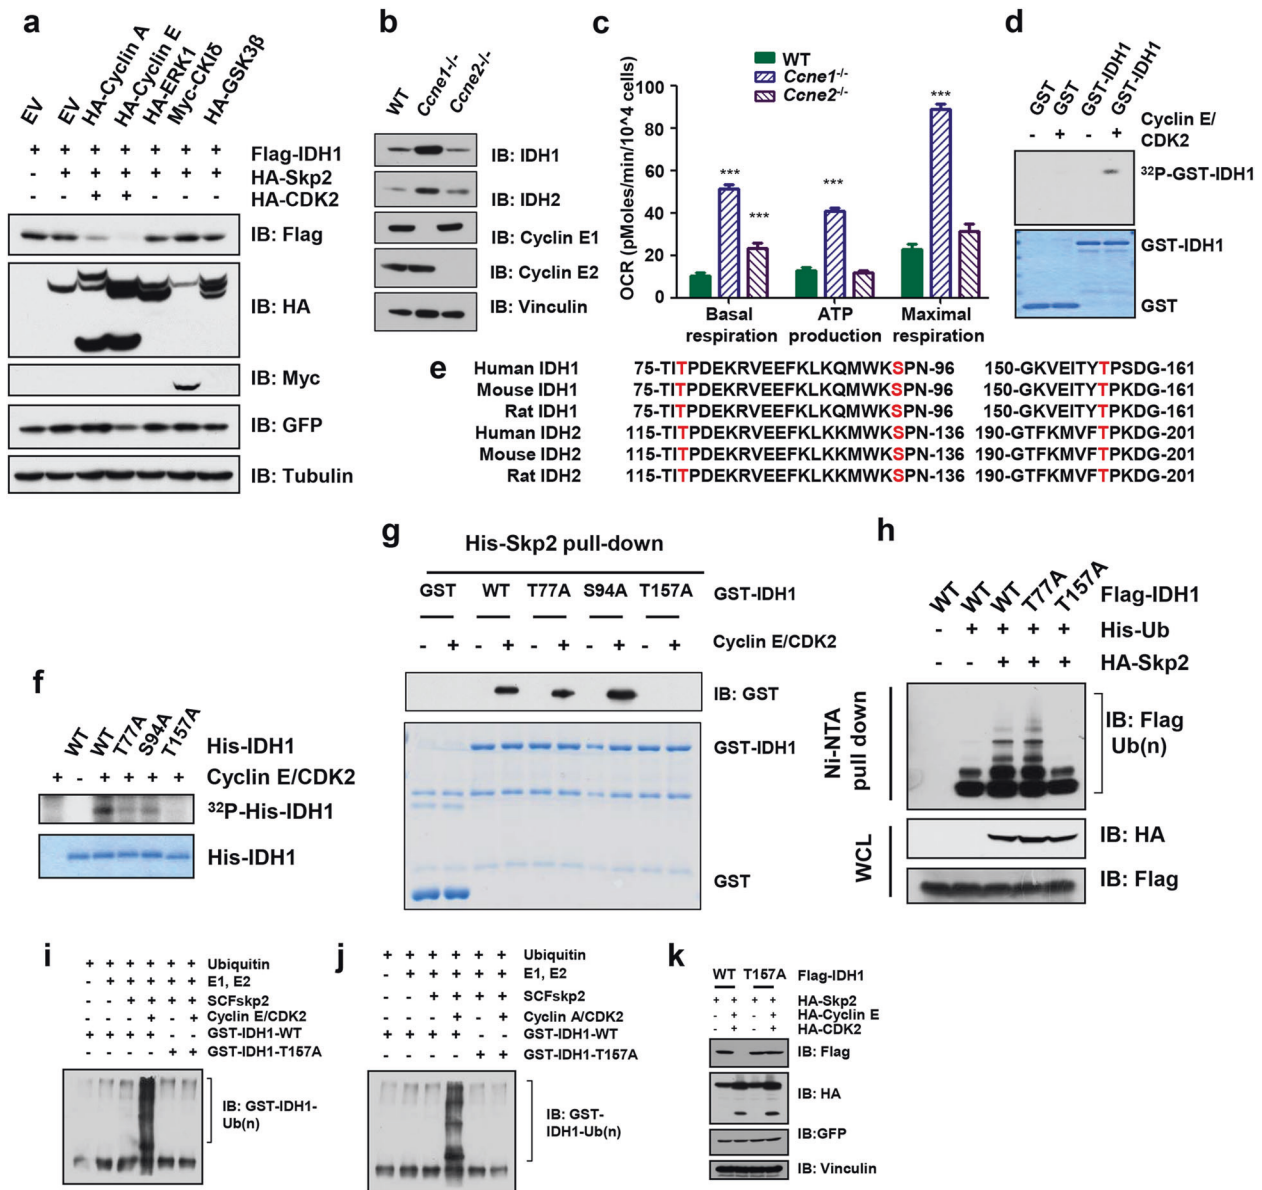 a
EV
EV
HA-Cyclin A
HA-Cyclin E
HA-ERK1
Myc-CKIδ
HA-GSK3β
+ + + + + + + Flag-IDH1
- + + + + + + HA-Skp2
- - + + - - - HA-CDK2
IB: Flag
IB: HA
IB: Myc
IB: GFP
IB: Tubulin
b
WT
Ccne1-/-
Ccne2-/-
IB: IDH1
IB: IDH2
IB: Cyclin E1
IB: Cyclin E2
IB: Vinculin
c
WT
Ccne1-/-
Ccne2-/-
OCR (pMoles/min/10^4 cells)
100
80
60
40
20
0
***
***
***
***
Basal respiration
ATP production
Maximal respiration
d
GST
GST
GST-IDH1
GST-IDH1
- + - + Cyclin E/CDK2
32P-GST-IDH1
GST-IDH1
GST
e
Human IDH1 75-TITPDEKRVEEFKLKQMWKSPN-96 150-GKVEITYTPSDG-161
Mouse IDH1 75-TITPDEKRVEEFKLKQMWKSPN-96 150-GKVEITYTPKDG-161
Rat IDH1 75-TITPDEKRVEEFKLKQMWKSPN-96 150-GKVEITYTPKDG-161
Human IDH2 115-TITPDEKRVEEFKLKKMWKSPN-136 190-GTFKMVFTPKDG-201
Mouse IDH2 115-TITPDEKRVEEFKLKKMWKSPN-136 190-GTFKMVFTPKDG-201
Rat IDH2 115-TITPDEKRVEEFKLKKMWKSPN-136 190-GTFKMVFTPKDG-201
f
WT
WT
T77A
S94A
T157A
His-IDH1
+ - + + + + Cyclin E/CDK2
32P-His-IDH1
His-IDH1
g
His-Skp2 pull-down
GST WT T77A S94A T157A GST-IDH1
- + - + - + - + - + Cyclin E/CDK2
IB: GST
GST-IDH1
GST
h
WT
WT
WT
T77A
T157A
Flag-IDH1
- + + + + His-Ub
- - + + + HA-Skp2
Ni-NTA pull down
IB: Flag
Ub(n)
WCL
IB: HA
IB: Flag
i
+ + + + + + Ubiquitin
- + + + + + E1, E2
- - + + + + SCFskp2
- - - + - + Cyclin E/CDK2
+ + + + - - GST-IDH1-WT
- - - - + + GST-IDH1-T157A
IB: GST-IDH1-
Ub(n)
j
+ + + + + + Ubiquitin
- + + + + + E1, E2
- - + + + + SCFskp2
- - - + - + Cyclin A/CDK2
+ + + + - - GST-IDH1-WT
- - - - + + GST-IDH1-T157A
IB: GST-
IDH1-Ub(n)
k
WT T157A Flag-IDH1
+ + + + HA-Skp2
- + - + HA-Cyclin E
- + - + HA-CDK2
IB: Flag
IB: HA
IB:GFP
IB: Vinculin